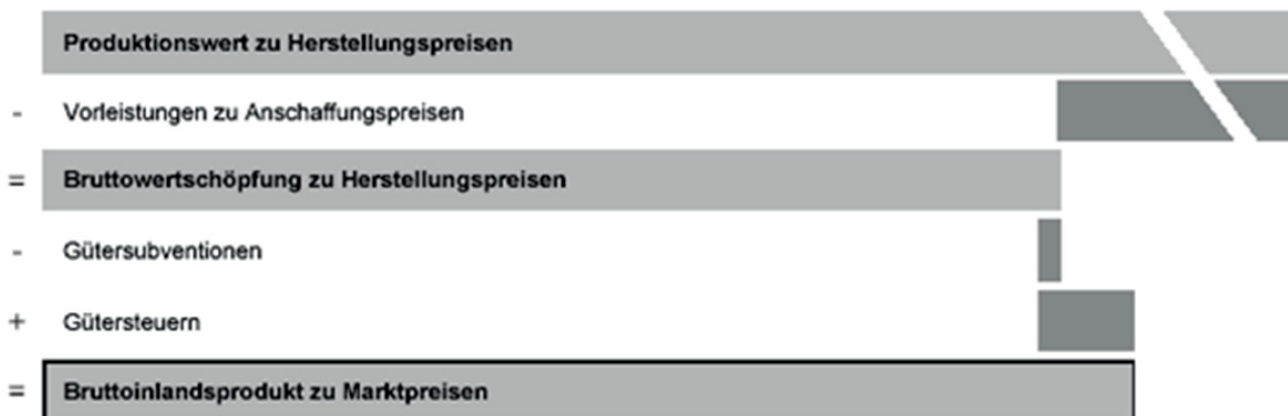 Produktionswert zu Herstellungspreisen
- Vorleistungen zu Anschaffungspreisen
= Bruttowertschöpfung zu Herstellungspreisen
- Gütersubventionen
+ Gütersteuern
= Bruttoinlandsprodukt zu Marktpreisen